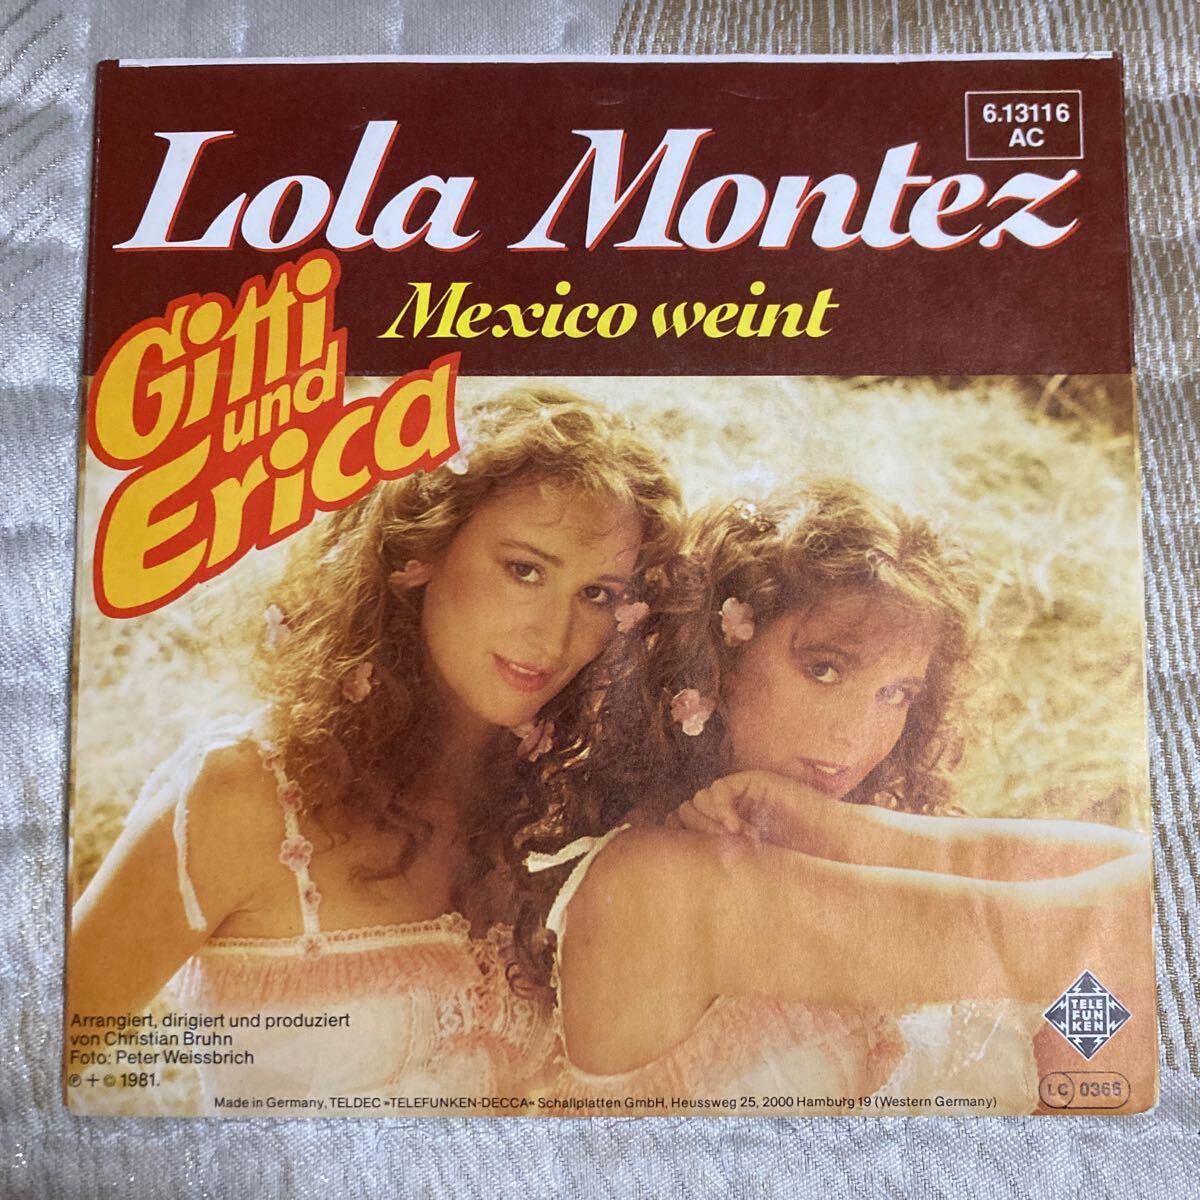 6.13116
AC
Lola Montez
Mexico weint
Gitti
und
Erica
Arrangiert, dirigiert und produziert
von Christian Bruhn
Foto: Peter Weissbrich
℗ + © 1981.
TELE
FUN
KEN
LC 0366
Made in Germany, TELDEC »TELEFUNKEN-DECCA« Schallplatten GmbH, Heussweg 25, 2000 Hamburg 19 (Western Germany)